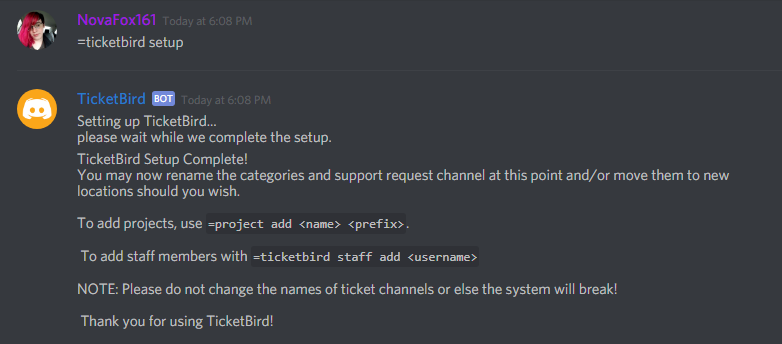 NovaFox161 Today at 6:08 PM
=ticketbird setup
TicketBird BOT Today at 6:08 PM
Setting up TicketBird...
please wait while we complete the setup.
TicketBird Setup Complete!
You may now rename the categories and support request channel at this point and/or move them to new
locations should you wish.
To add projects, use =project add <name> <prefix>.
To add staff members with =ticketbird staff add <username>
NOTE: Please do not change the names of ticket channels or else the system will break!
Thank you for using TicketBird!